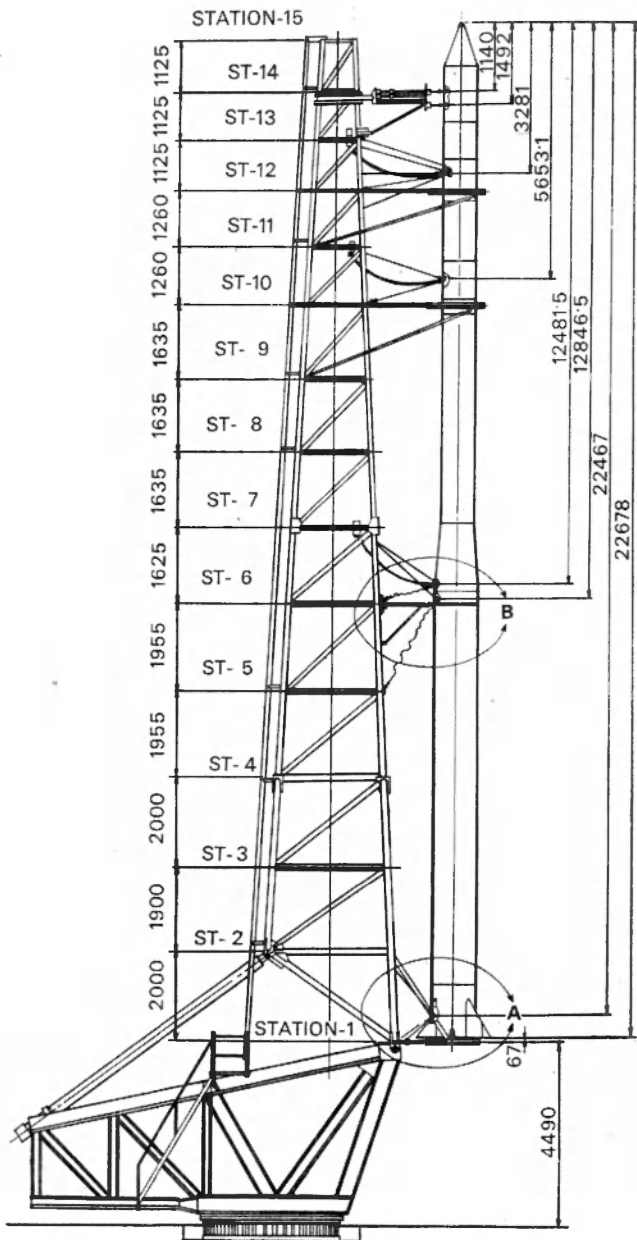 STATION-15
ST-14
ST-13
ST-12
ST-11
ST-10
ST- 9
ST- 8
ST- 7
ST- 6
ST- 5
ST-4
ST-3
ST-2
STATION-1
1125
1125
1125
1260
1260
1635
1635
1635
1625
1955
1955
2000
1900
2000
1140
1492
3281
5653·1
12481·5
12846·5
22467
22678
B
A
67
4490